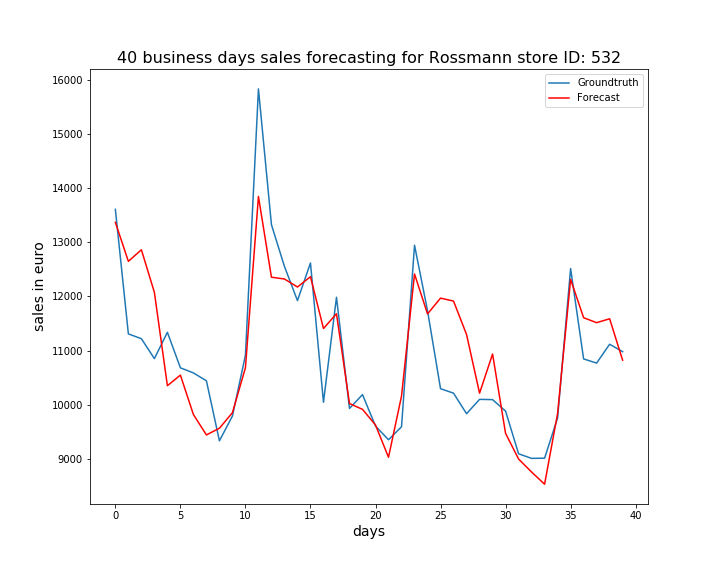 40 business days sales forecasting for Rossmann store ID: 532
Groundtruth
Forecast
sales in euro
16000
15000
14000
13000
12000
11000
10000
9000
0 5 10 15 20 25 30 35 40
days